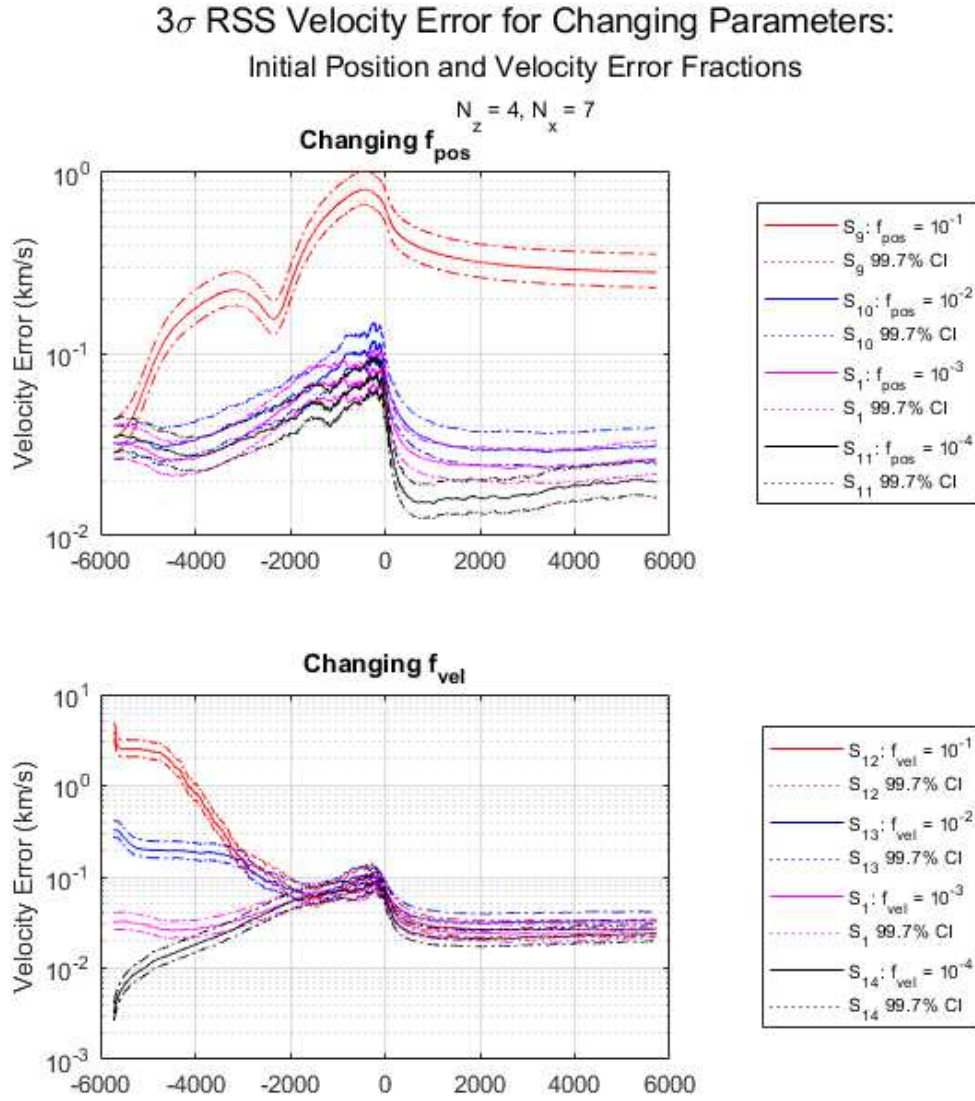 3σ RSS Velocity Error for Changing Parameters:
Initial Position and Velocity Error Fractions
N_z = 4, N_x = 7
Changing f_pos
Velocity Error (km/s)
10^0
10^-1
10^-2
-6000 -4000 -2000 0 2000 4000 6000
S_9: f_pos = 10^-1
S_9 99.7% CI
S_10: f_pos = 10^-2
S_10 99.7% CI
S_1: f_pos = 10^-3
S_1 99.7% CI
S_11: f_pos = 10^-4
S_11 99.7% CI
Changing f_vel
Velocity Error (km/s)
10^1
10^0
10^-1
10^-2
10^-3
-6000 -4000 -2000 0 2000 4000 6000
S_12: f_vel = 10^-1
S_12 99.7% CI
S_13: f_vel = 10^-2
S_13 99.7% CI
S_1: f_vel = 10^-3
S_1 99.7% CI
S_14: f_vel = 10^-4
S_14 99.7% CI